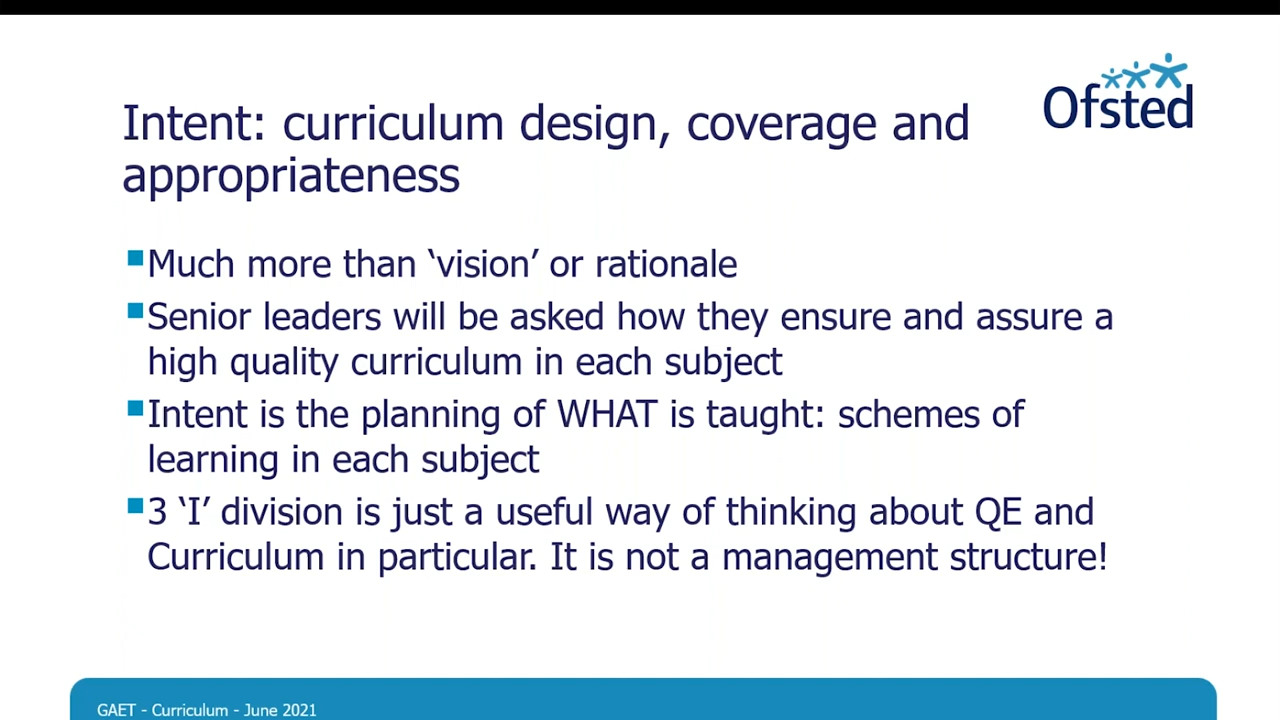 Ofsted
Intent: curriculum design, coverage and
appropriateness
Much more than ‘vision’ or rationale
Senior leaders will be asked how they ensure and assure a
high quality curriculum in each subject
Intent is the planning of WHAT is taught: schemes of
learning in each subject
3 ‘I’ division is just a useful way of thinking about QE and
Curriculum in particular. It is not a management structure!
GAET - Curriculum - June 2021